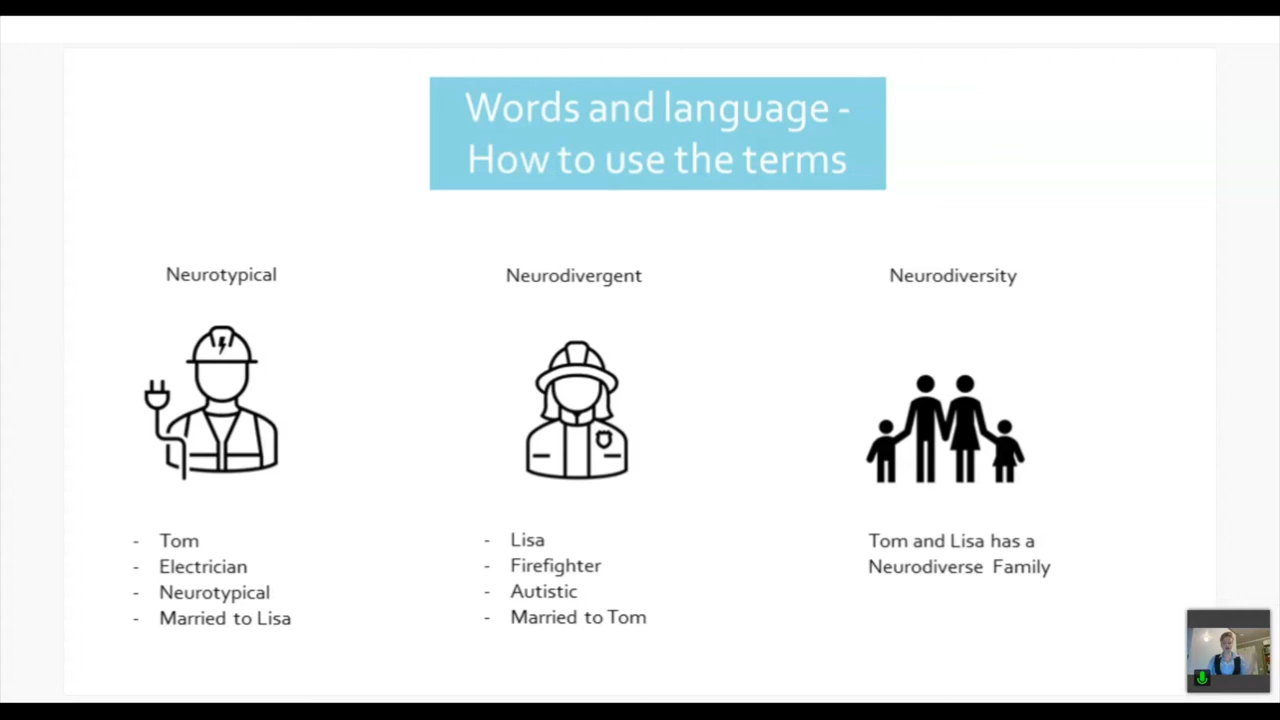 Words and language -
How to use the terms
Neurotypical
Neurodivergent
Neurodiversity
- Tom
- Electrician
- Neurotypical
- Married to Lisa
- Lisa
- Firefighter
- Autistic
- Married to Tom
Tom and Lisa has a
Neurodiverse Family